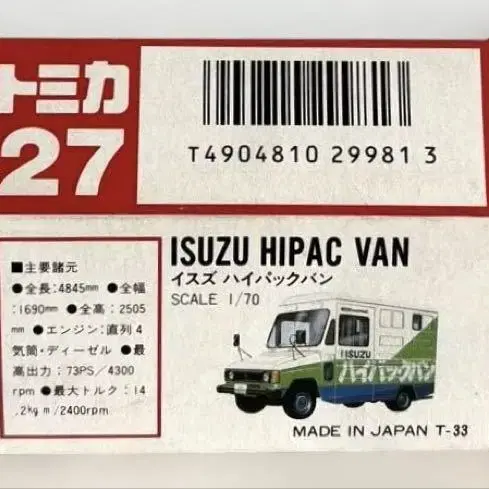 トミカ
27
T4904810 29981 3
■主要諸元
●全長:4845mm ●全幅
:1690mm ●全高:2505
mm ●エンジン:直列4
気筒・ディーゼル ●最
高出力:73PS/4300
rpm ●最大トルク:14
.2kgm/2400rpm
ISUZU HIPAC VAN
イスズ ハイパックバン
SCALE 1/70
ISUZU
ハイパックバン
MADE IN JAPAN T-33